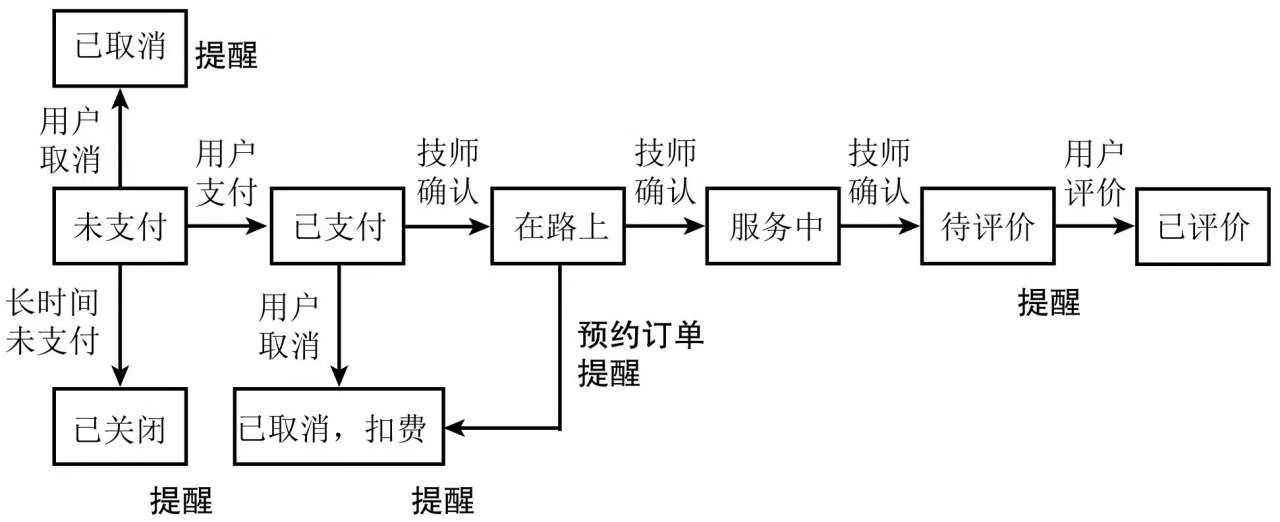 已取消
提醒
用户
取消
用户
支付
技师
确认
技师
确认
技师
确认
用户
评价
未支付
已支付
在路上
服务中
待评价
已评价
长时间
未支付
用户
取消
预约订单
提醒
提醒
已关闭
已取消，扣费
提醒
提醒